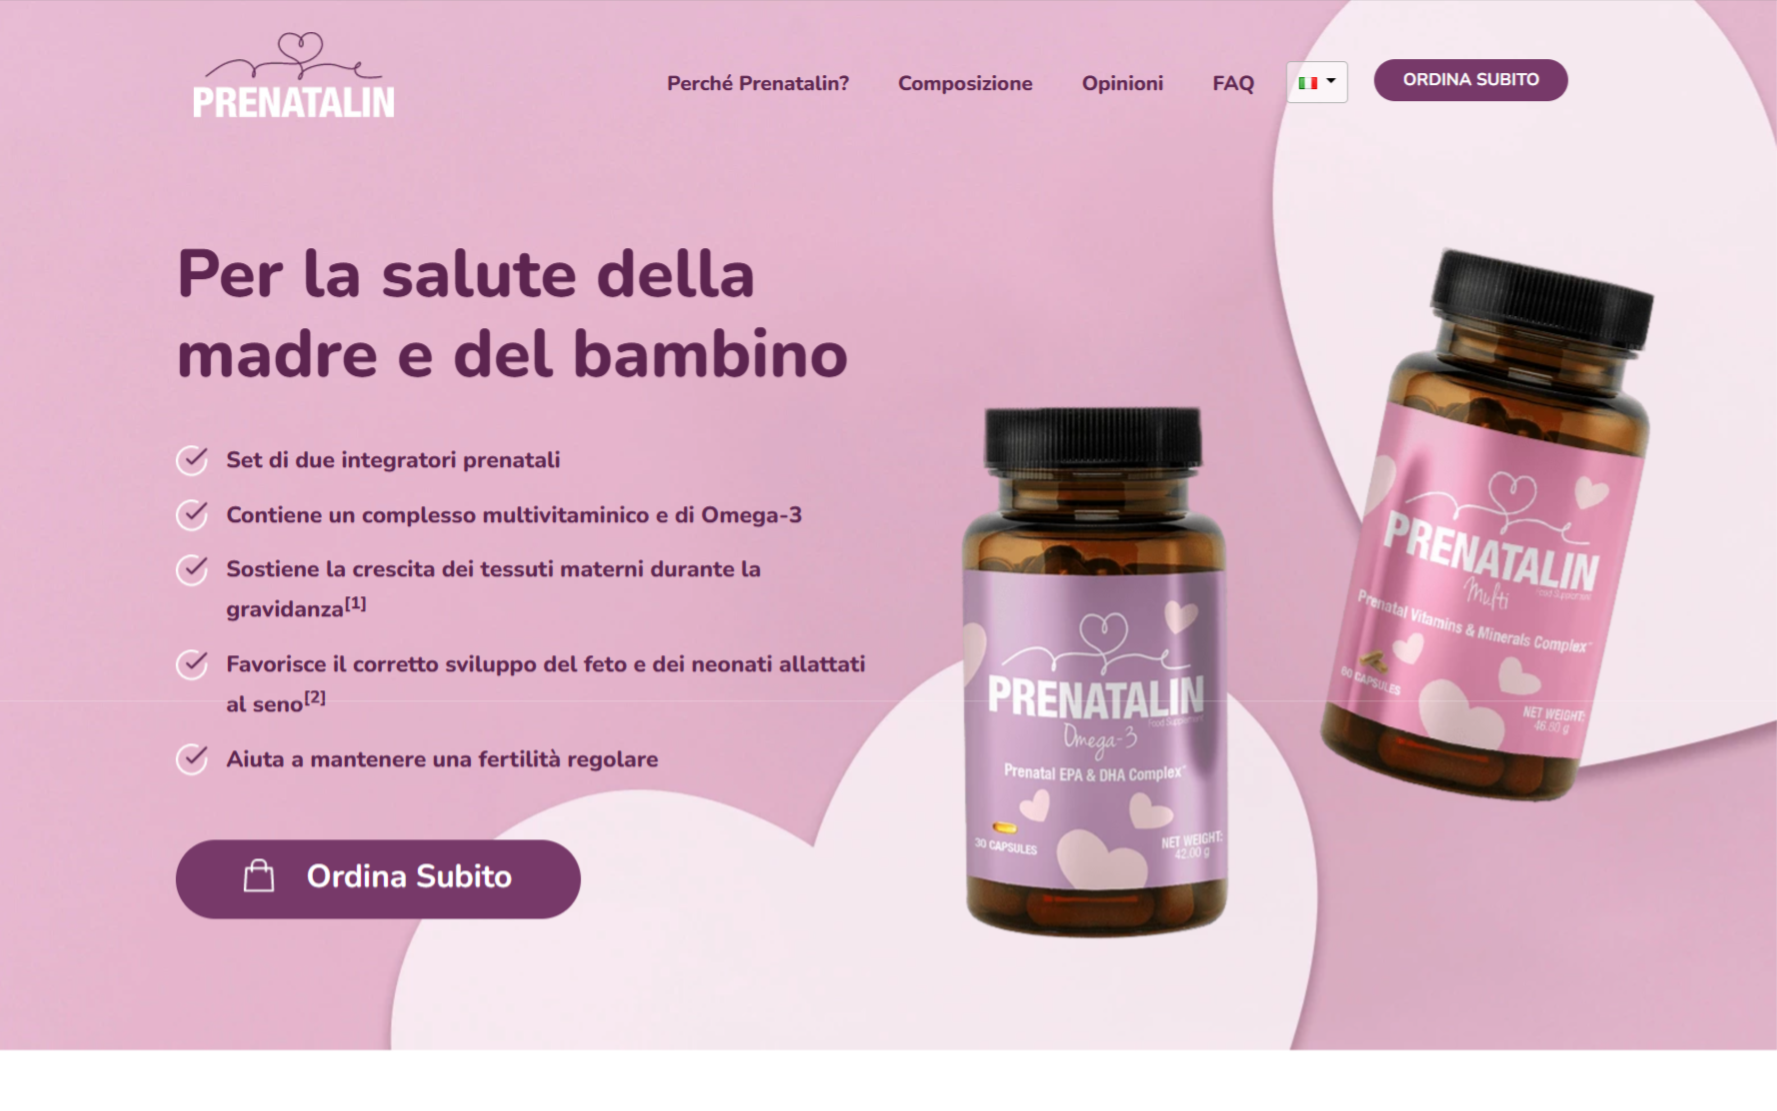 PRENATALIN
Perché Prenatalin?
Composizione
Opinioni
FAQ
ORDINA SUBITO
Per la salute della
madre e del bambino
Set di due integratori prenatali
Contiene un complesso multivitaminico e di Omega-3
Sostiene la crescita dei tessuti materni durante la
gravidanza[1]
Favorisce il corretto sviluppo del feto e dei neonati allattati
al seno[2]
Aiuta a mantenere una fertilità regolare
Ordina Subito
PRENATALIN
Food Supplement
Omega-3
Prenatal EPA & DHA Complex
30 CAPSULES
NET WEIGHT:
42,00 g
PRENATALIN
Multi
Food Supplement
Prenatal Vitamins & Minerals Complex
60 CAPSULES
NET WEIGHT:
46,80 g